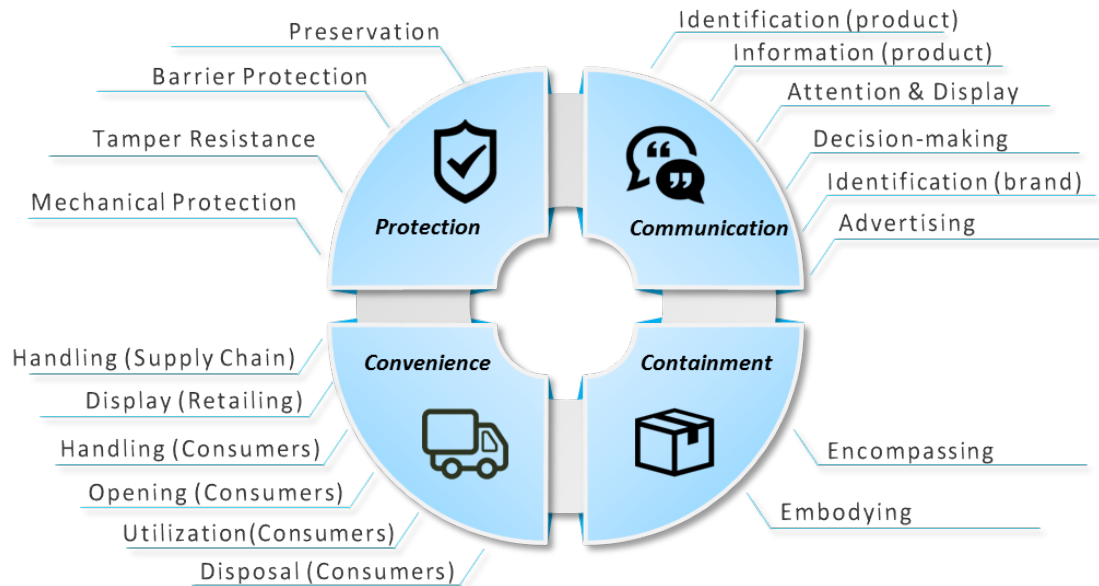 Preservation
Barrier Protection
Tamper Resistance
Mechanical Protection
Protection
Identification (product)
Information (product)
Attention & Display
Decision-making
Identification (brand)
Advertising
Communication
Convenience
Handling (Supply Chain)
Display (Retailing)
Handling (Consumers)
Opening (Consumers)
Utilization(Consumers)
Disposal (Consumers)
Containment
Encompassing
Embodying